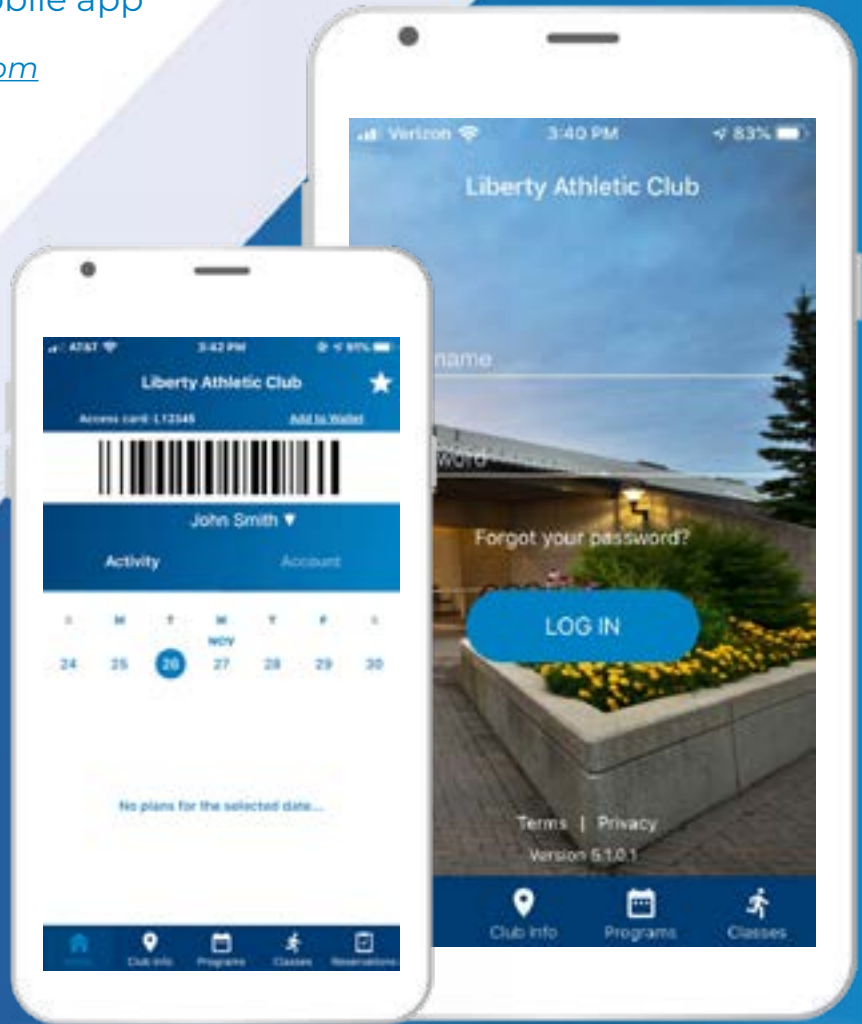 obile app
om
Verizon 3:40 PM 83%
Liberty Athletic Club
name
word
Forgot your password?
LOG IN
Terms | Privacy
Version 5.1.0.1
Club Info Programs Classes
AT&T 3:42 PM
Liberty Athletic Club
Access card: L12345 Add to Wallet
John Smith ▼
Activity Account
S M T W T F S
NOV
24 25 26 27 28 29 30
No plans for the selected date...
Club Info Programs Classes Reservations